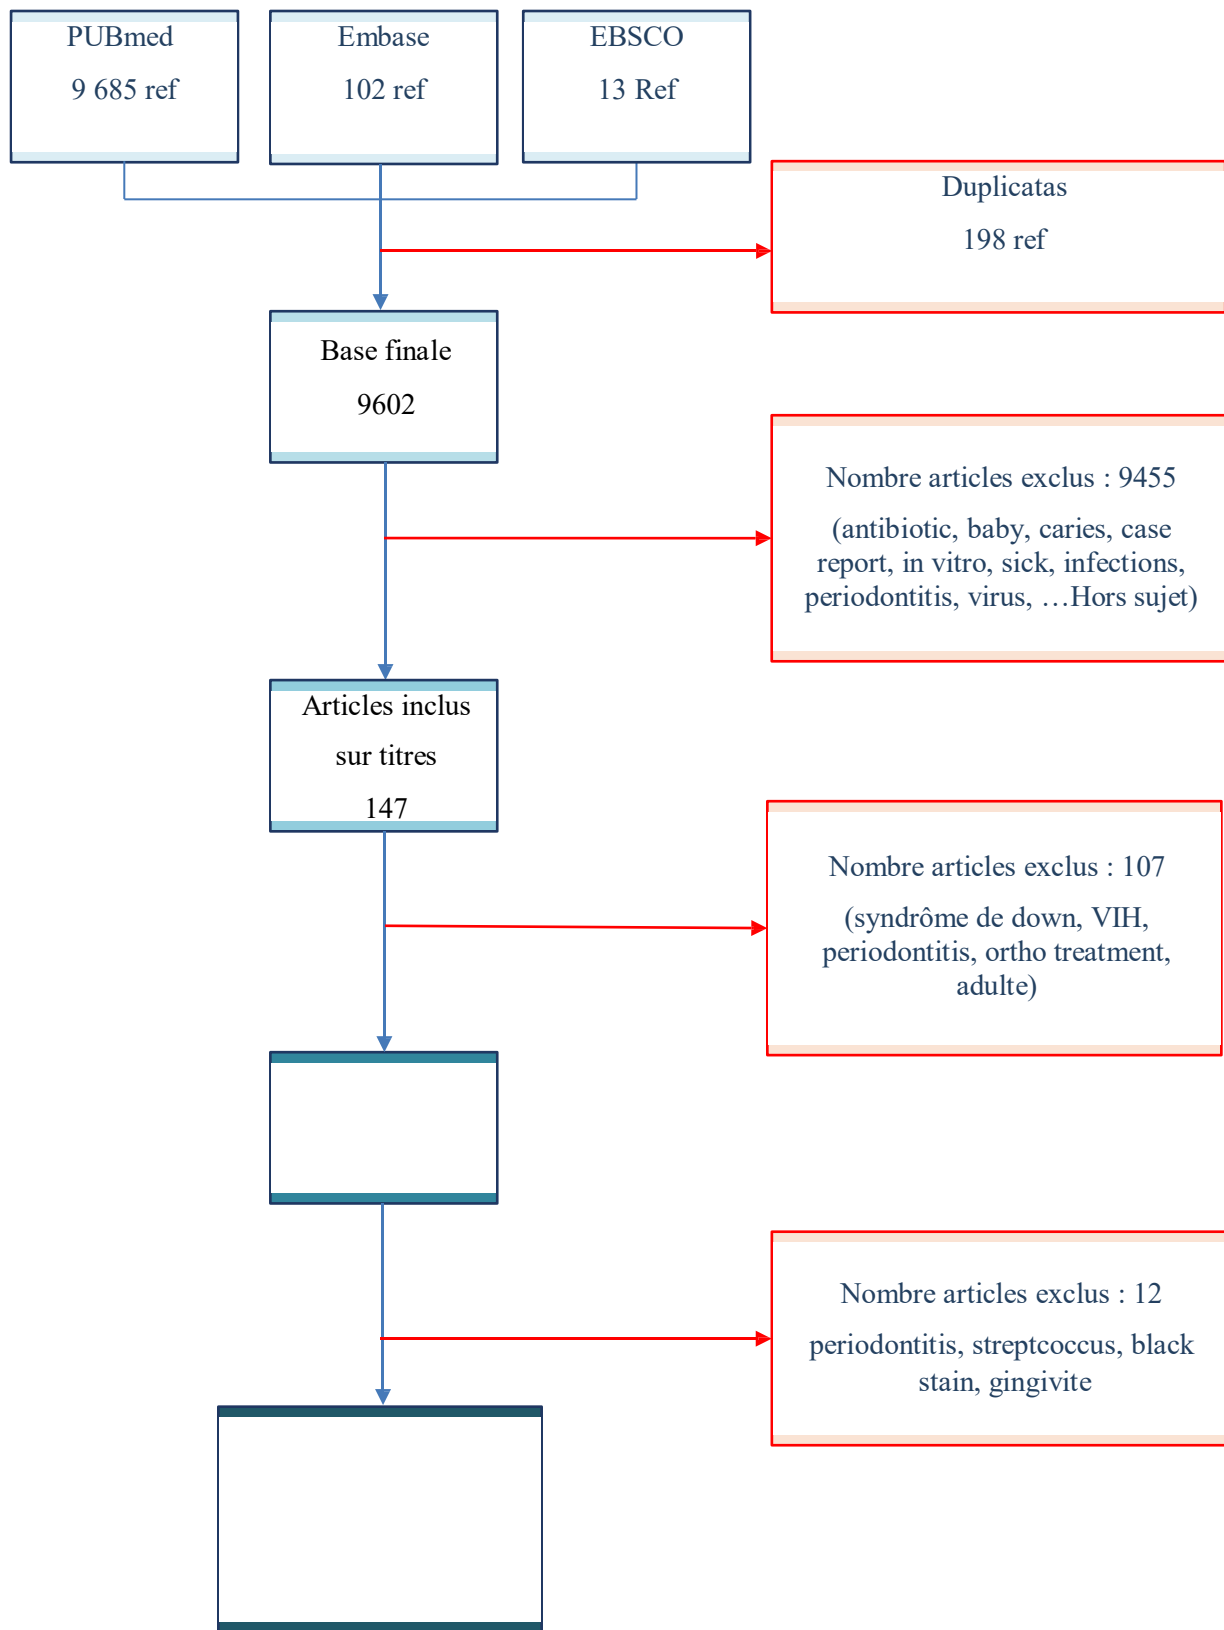 PUBmed
9 685 ref
Embase
102 ref
EBSCO
13 Ref
Duplicatas
198 ref
Base finale
9602
Nombre articles exclus : 9455
(antibiotic, baby, caries, case
report, in vitro, sick, infections,
periodontitis, virus, …Hors sujet)
Articles inclus
sur titres
147
Nombre articles exclus : 107
(syndrôme de down, VIH,
periodontitis, ortho treatment,
adulte)
Nombre articles exclus : 12
periodontitis, streptcoccus, black
stain, gingivite